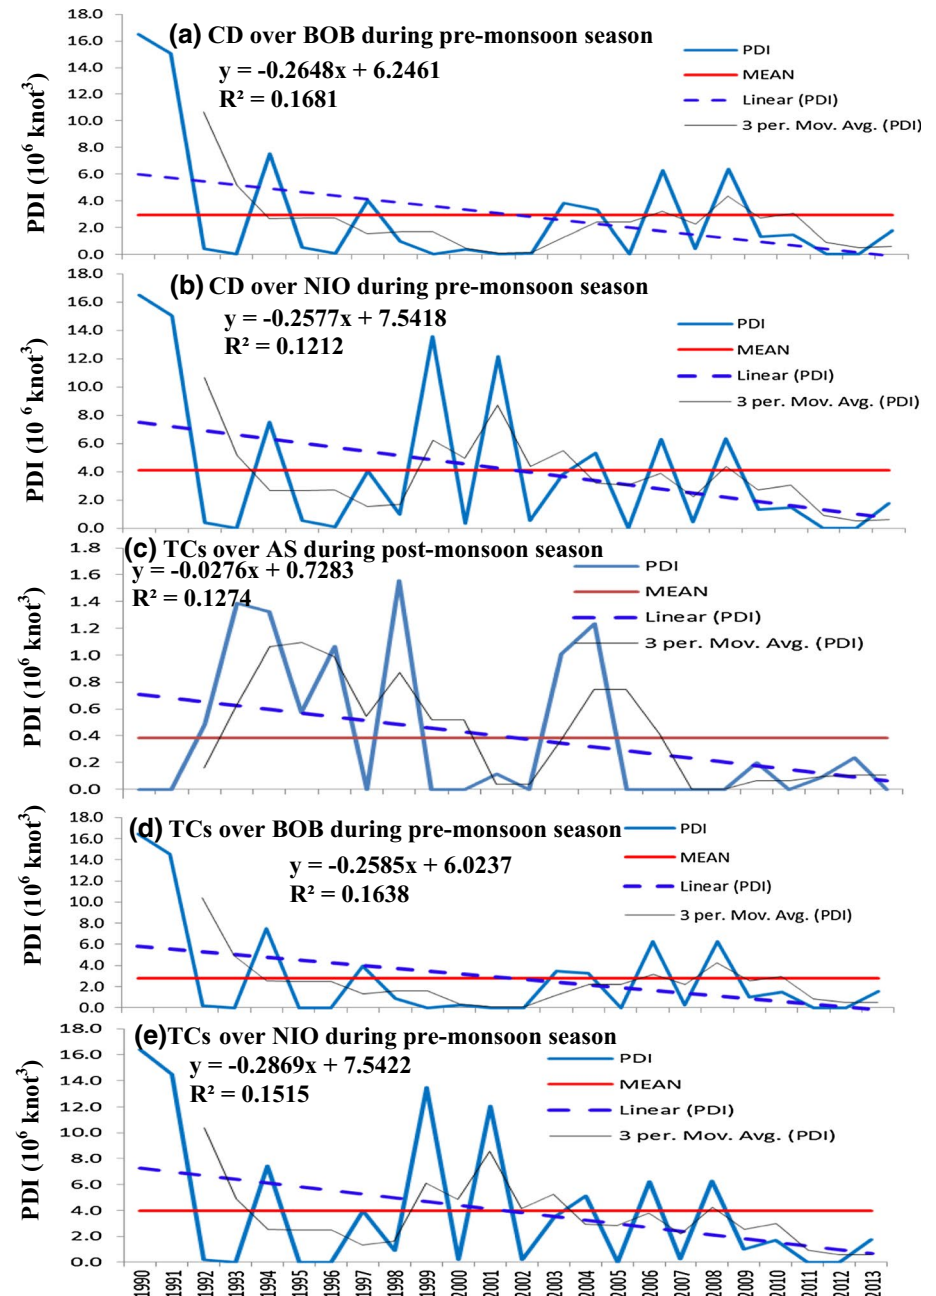 18.0
16.0
14.0
12.0
10.0
8.0
6.0
4.0
2.0
0.0
PDI (10⁶ knot³)
(a) CD over BOB during pre-monsoon season
y = -0.2648x + 6.2461
R² = 0.1681
PDI
MEAN
Linear (PDI)
3 per. Mov. Avg. (PDI)
18.0
16.0
14.0
12.0
10.0
8.0
6.0
4.0
2.0
0.0
PDI (10 ⁶ knot³)
(b) CD over NIO during pre-monsoon season
y = -0.2577x + 7.5418
R² = 0.1212
PDI
MEAN
Linear (PDI)
3 per. Mov. Avg. (PDI)
1.8
1.6
1.4
1.2
1.0
0.8
0.6
0.4
0.2
0.0
PDI (10⁶ knot³)
(c) TCs over AS during post-monsoon season
y = -0.0276x + 0.7283
R² = 0.1274
PDI
MEAN
Linear (PDI)
3 per. Mov. Avg. (PDI)
18.0
16.0
14.0
12.0
10.0
8.0
6.0
4.0
2.0
0.0
PDI (10⁶ knot³)
(d) TCs over BOB during pre-monsoon season
y = -0.2585x + 6.0237
R² = 0.1638
PDI
MEAN
Linear (PDI)
3 per. Mov. Avg. (PDI)
18.0
16.0
14.0
12.0
10.0
8.0
6.0
4.0
2.0
0.0
PDI (10⁶ knot³)
(e)TCs over NIO during pre-monsoon season
y = -0.2869x + 7.5422
R² = 0.1515
PDI
MEAN
Linear (PDI)
3 per. Mov. Avg. (PDI)
1990
1991
1992
1993
1994
1995
1996
1997
1998
1999
2000
2001
2002
2003
2004
2005
2006
2007
2008
2009
2010
2011
2012
2013